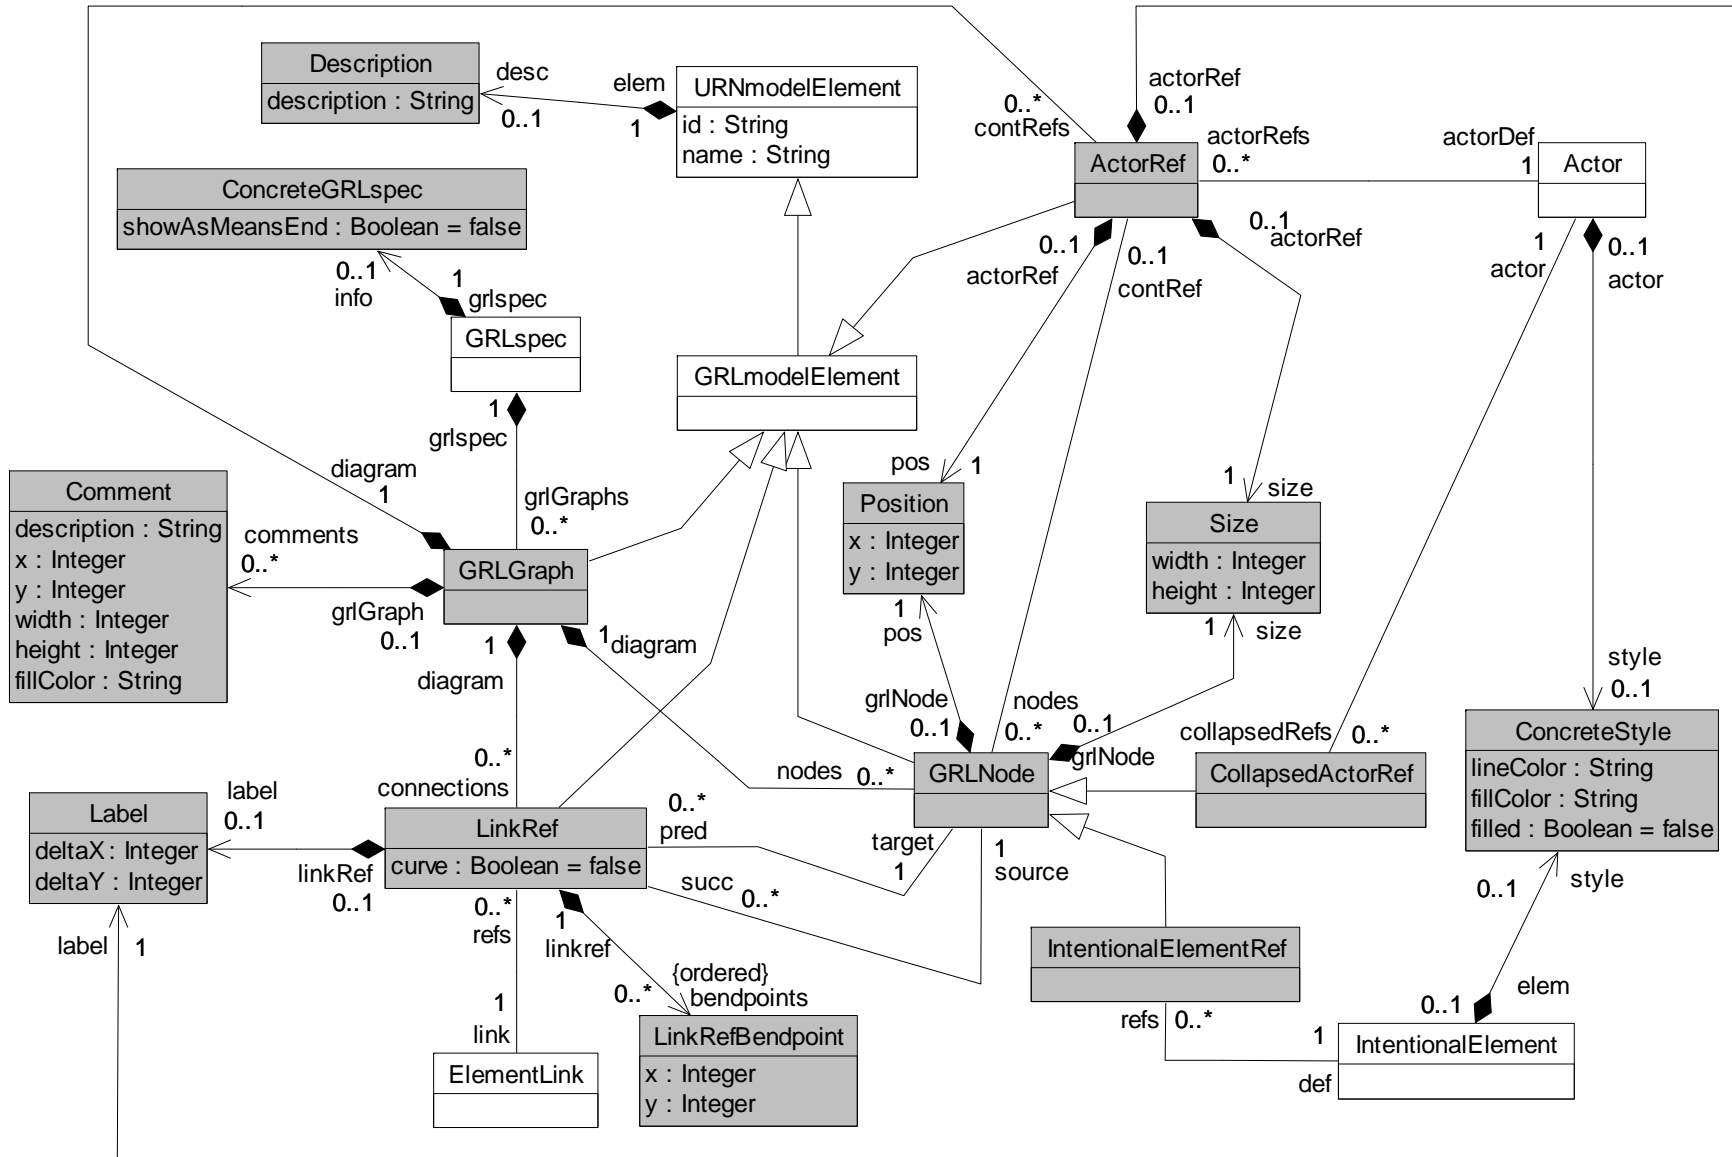 Description
description : String
desc
0..1
elem
1
URNmodelElement
id : String
name : String
0..*
contRefs
actorRef
0..1
ActorRef
actorRefs
0..*
actorDef
1
Actor
ConcreteGRLspec
showAsMeansEnd : Boolean = false
0..1
info
1
grlspec
GRLspec
1
grlspec
GRLmodelElement
0..1
actorRef
0..1
contRef
0..1
actorRef
1
actor
0..1
actor
diagram
1
grlGraphs
0..*
Comment
description : String
x : Integer
y : Integer
width : Integer
height : Integer
fillColor : String
comments
0..*
grlGraph
0..1
GRLGraph
1
diagram
1
diagram
pos
1
Position
x : Integer
y : Integer
1
pos
1
size
Size
width : Integer
height : Integer
1
size
grlNode
0..1
nodes
0..*
0..1
grlNode
collapsedRefs
0..*
style
0..1
ConcreteStyle
lineColor : String
fillColor : String
filled : Boolean = false
0..*
connections
nodes
0..*
GRLNode
CollapsedActorRef
Label
deltaX : Integer
deltaY : Integer
label
0..1
linkRef
0..1
LinkRef
curve : Boolean = false
0..*
pred
target
1
1
source
succ
0..*
label
1
0..*
refs
1
linkref
{ordered}
0..*
bendpoints
1
link
ElementLink
LinkRefBendpoint
x : Integer
y : Integer
IntentionalElementRef
refs
0..*
1
def
0..1
style
0..1
elem
IntentionalElement